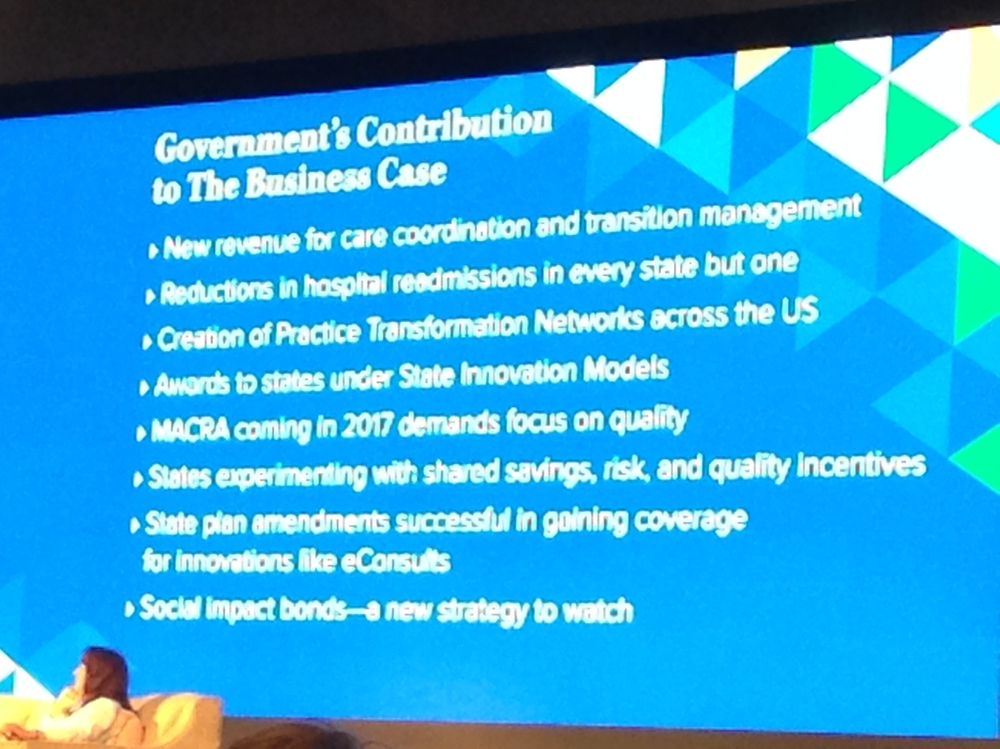 Government's Contribution
to The Business Case
New revenue for care coordination and transition management
Reductions in hospital readmissions in every state but one
Creation of Practice Transformation Networks across the US
Awards to states under State Innovation Models
MACRA coming in 2017 demands focus on quality
States experimenting with shared savings, risk, and quality incentives
State plan amendments successful in gaining coverage
for innovations like eConsults
Social impact bonds—a new strategy to watch